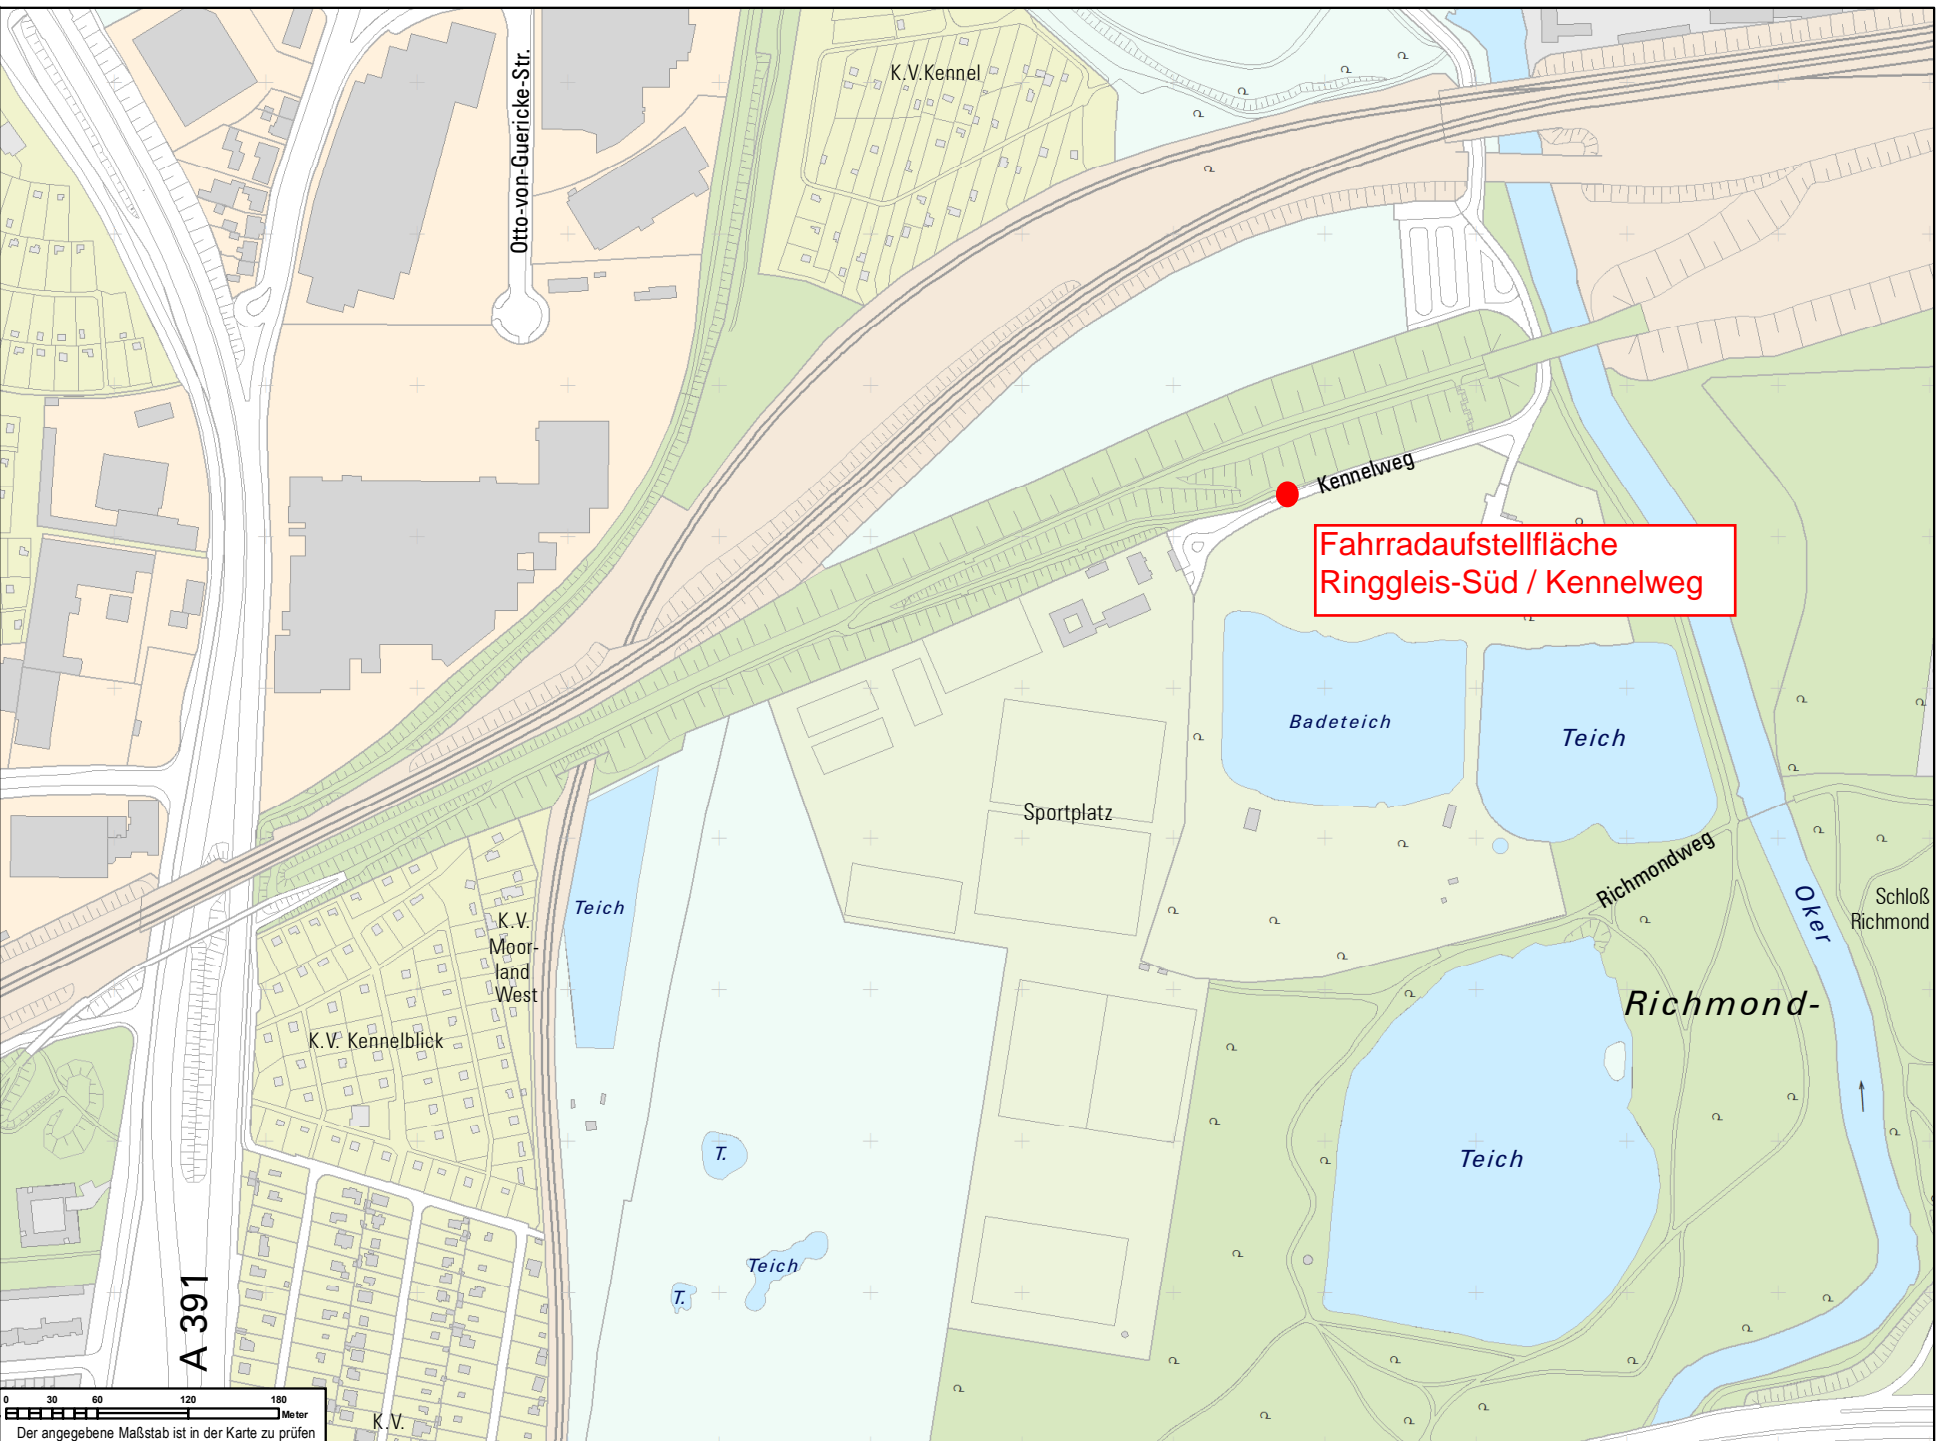 K.V.Kennel
Otto-von-Guericke-Str.
Kennelweg
Fahrradaufstellfläche
Ringgleis-Süd / Kennelweg
Badeteich
Teich
Sportplatz
Richmondweg
Teich
Oker
Schloß
Richmond
K.V.
Moor-
land
West
Richmond-
K.V. Kennelblick
T.
Teich
Teich
T.
A 391
K.V.
0 30 60 120 180
Meter
Der angegebene Maßstab ist in der Karte zu prüfen